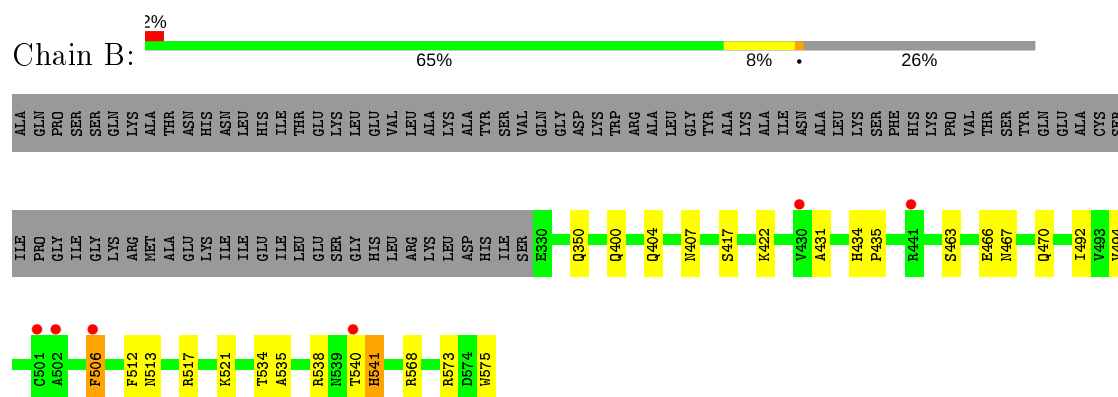 2%
Chain B:
65% 8% • 26%
ALA GLN PRO SER SER GLN LYS ALA THR ASN HIS ASN LEU HIS ILE THR GLU LYS LEU GLU VAL LEU ALA LYS ALA TYR SER VAL GLN GLY ASP LYS TRP ARG ALA LEU GLY TYR ALA LYS ALA ILE ASN ALA LEU LYS SER PHE HIS LYS PRO VAL THR SER TYR GLN GLU ALA CYS
ILE PRO GLY ILE GLY LYS ARG MET ALA GLU LYS ILE ILE GLU ILE LEU GLU SER GLY HIS LEU ARG LYS LEU ASP HIS ILE SER E330 Q350 Q400 Q404 N407 S417 K422 V430 A431 H434 P435 R441 S463 E466 N467 Q470 I492 V493
C501 A502 F506 F512 N513 R517 K521 T534 A535 R538 N539 T540 H541 R568 R573 D574 W575